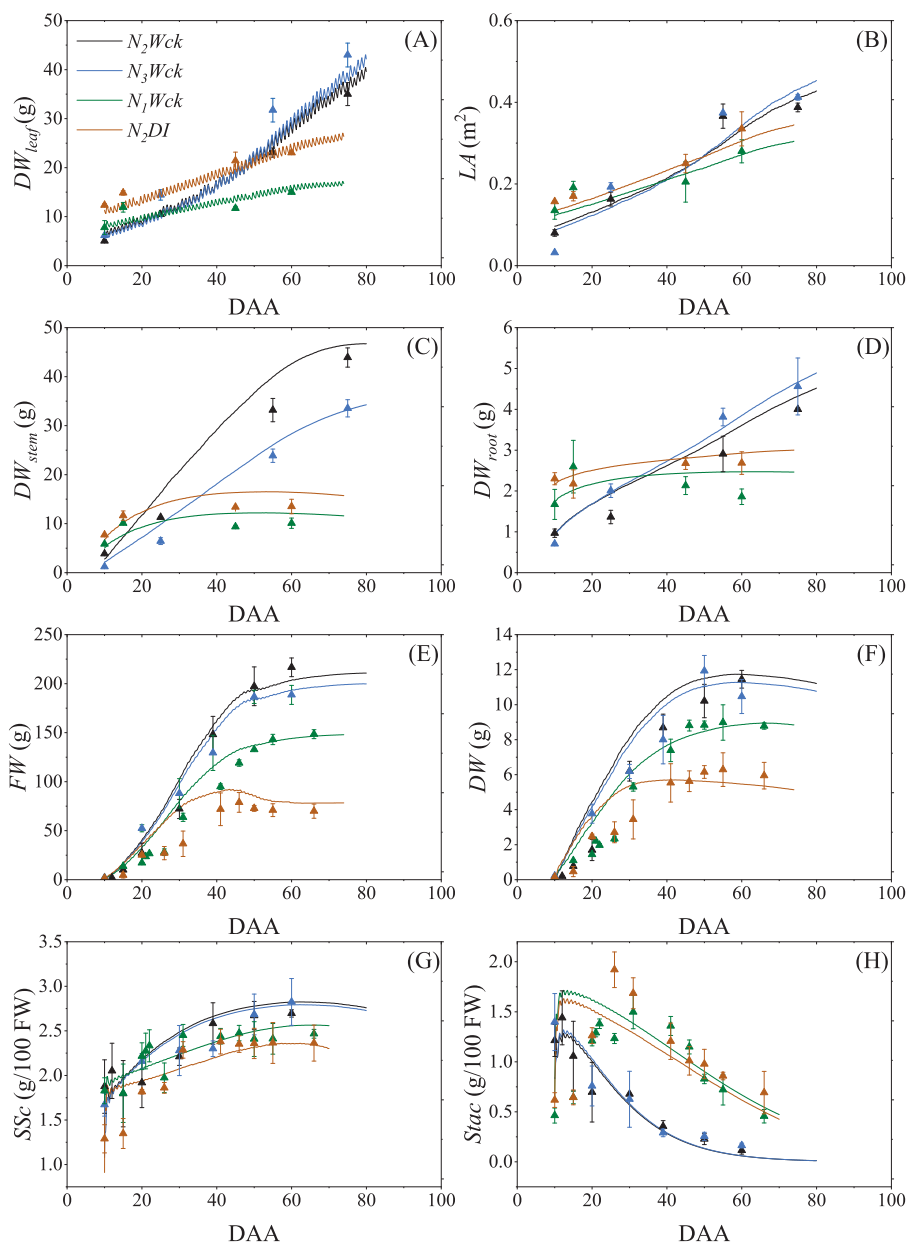 (A)
N₂Wck
N₃Wck
N₁Wck
N₂DI
DW_leaf (g)
50
40
30
20
10
0
0 20 40 60 80 100
DAA
(B)
LA (m²)
0.6
0.4
0.2
0.0
0 20 40 60 80 100
DAA
(C)
DW_stem (g)
50
40
30
20
10
0
0 20 40 60 80 100
DAA
(D)
DW_root (g)
6
5
4
3
2
1
0
0 20 40 60 80 100
DAA
(E)
FW (g)
250
200
150
100
50
0
0 20 40 60 80 100
DAA
(F)
DW (g)
14
12
10
8
6
4
2
0
0 20 40 60 80 100
DAA
(G)
SSc (g/100 FW)
3.5
3.0
2.5
2.0
1.5
1.0
0 20 40 60 80 100
DAA
(H)
Stac (g/100 FW)
2.0
1.5
1.0
0.5
0.0
0 20 40 60 80 100
DAA